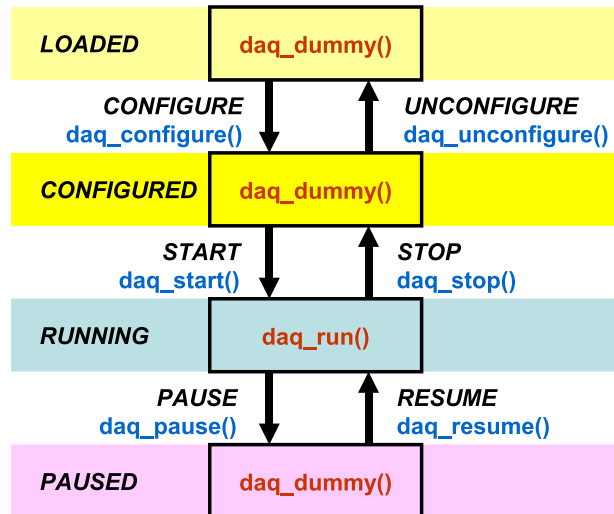 LOADED daq_dummy()
CONFIGURE UNCONFIGURE
daq_configure() daq_unconfigure()
CONFIGURED daq_dummy()
START STOP
daq_start() daq_stop()
RUNNING daq_run()
PAUSE RESUME
daq_pause() daq_resume()
PAUSED daq_dummy()